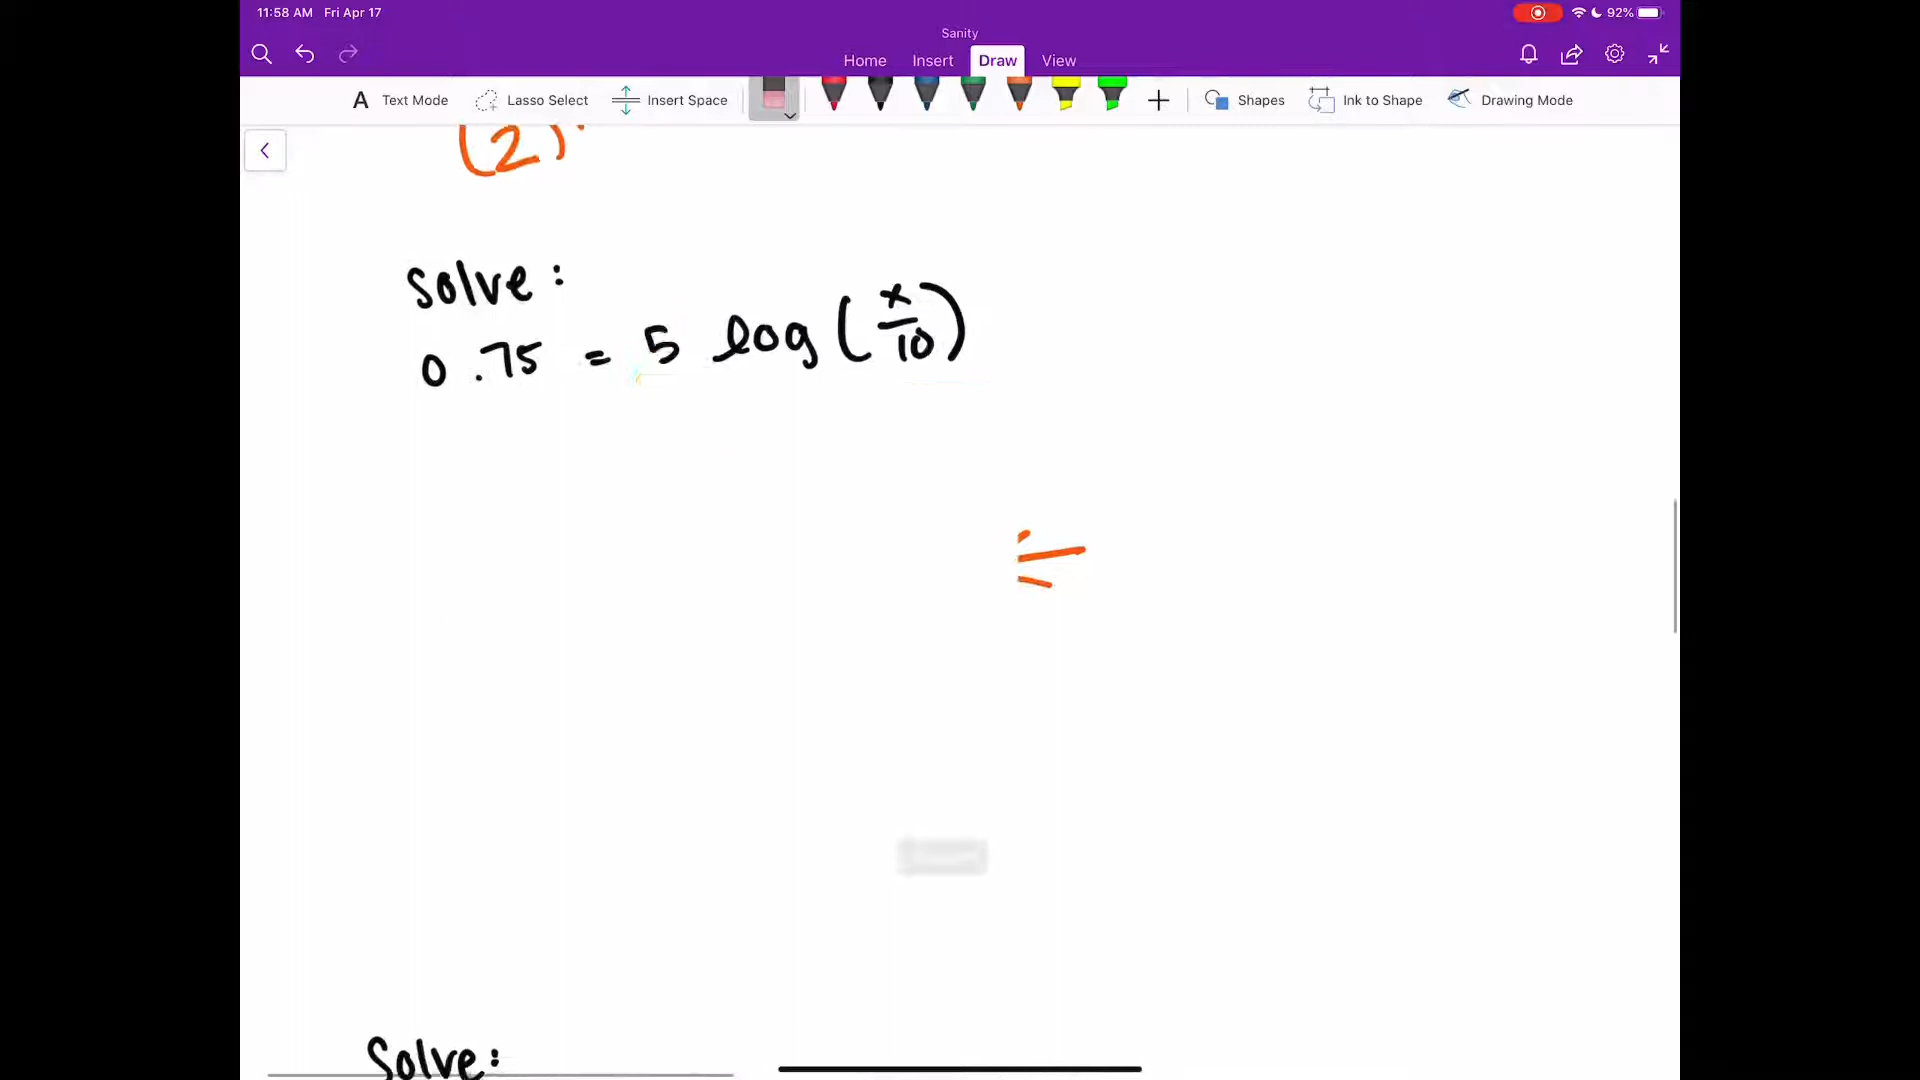 11:58 AM Fri Apr 17
92%
Sanity
Home Insert Draw View
A Text Mode Lasso Select Insert Space Shapes Ink to Shape Drawing Mode
(2)
solve:
0.75 = 5 log(x/10)
Solve: